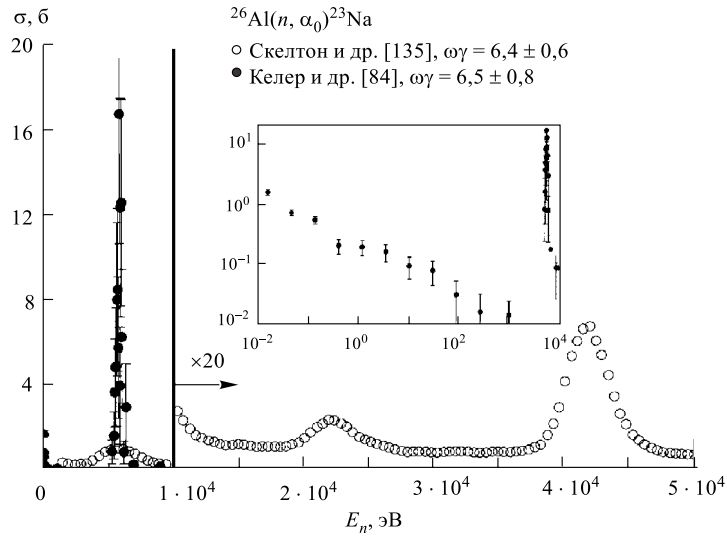 σ, б
²⁶Al(n, α₀)²³Na
Скелтон и др. [135], ωγ = 6,4 ± 0,6
Келер и др. [84], ωγ = 6,5 ± 0,8
20
16
12
8
4
10¹
10⁰
10⁻¹
10⁻²
10⁻² 10⁰ 10² 10⁴
×20
0 1 · 10⁴ 2 · 10⁴ 3 · 10⁴ 4 · 10⁴ 5 · 10⁴
Eₙ, эВ